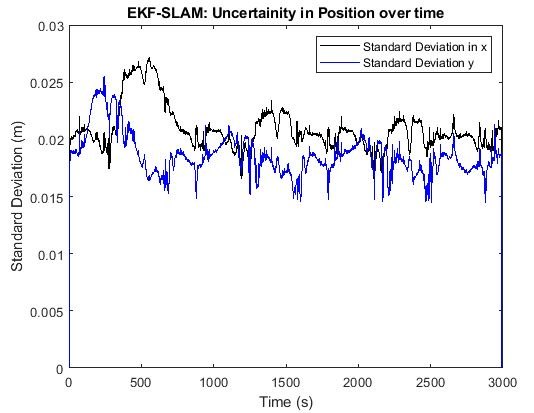 EKF-SLAM: Uncertainity in Position over time
0.03
0.025
0.02
0.015
0.01
0.005
0
Standard Deviation (m)
Standard Deviation in x
Standard Deviation y
0
500
1000
1500
2000
2500
3000
Time (s)